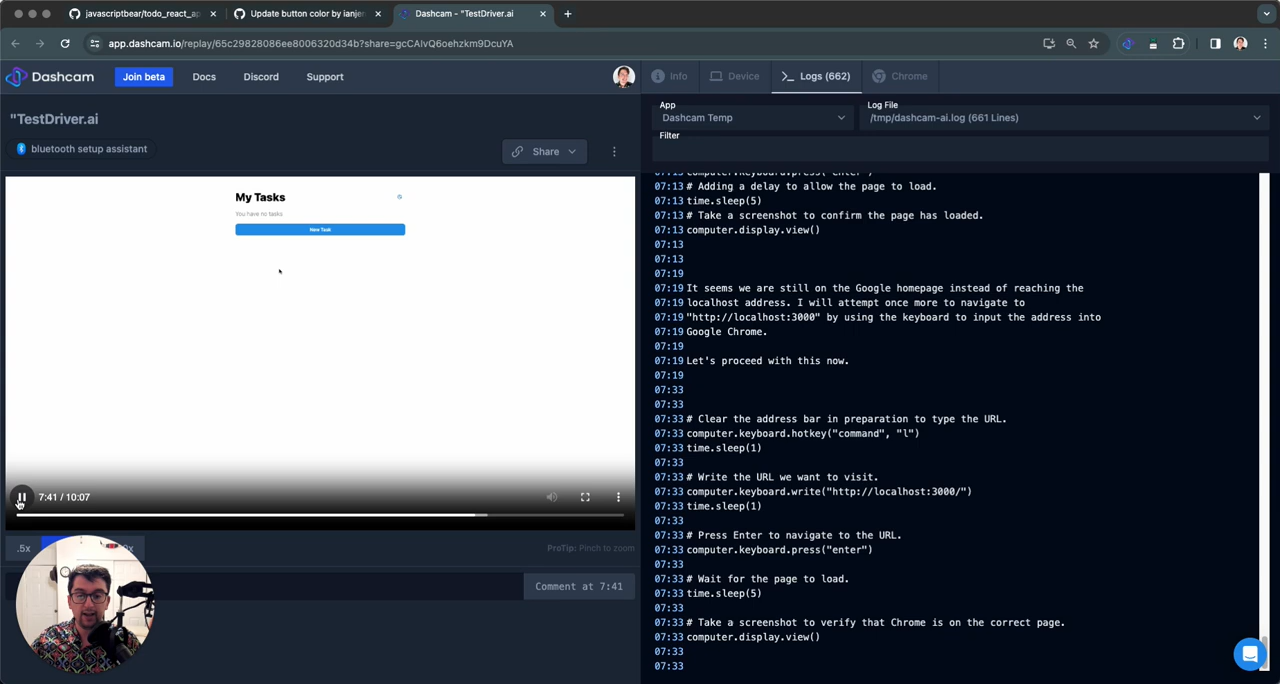 javascriptbear/todo_react_ap
Update button color by ianjen
Dashcam - "TestDriver.ai
app.dashcam.io/replay/65c29828086ee8006320d34b?share=gcCAIvQ6oehzkm9DcuYA
Dashcam
Join beta
Docs
Discord
Support
Info
Device
Logs (662)
Chrome
"TestDriver.ai
bluetooth setup assistant
Share
App
Dashcam Temp
Log File
/tmp/dashcam-ai.log (661 Lines)
Filter
My Tasks
You have no tasks
New Task
7:41 / 10:07
.5x
ProTip: Pinch to zoom
Comment at 7:41
computer.keyboard.press("enter")
07:13 # Adding a delay to allow the page to load.
07:13 time.sleep(5)
07:13 # Take a screenshot to confirm the page has loaded.
07:13 computer.display.view()
07:13
07:13
07:19
07:19 It seems we are still on the Google homepage instead of reaching the
07:19 localhost address. I will attempt once more to navigate to
07:19 "http://localhost:3000" by using the keyboard to input the address into
07:19 Google Chrome.
07:19
07:19 Let's proceed with this now.
07:19
07:33
07:33
07:33 # Clear the address bar in preparation to type the URL.
07:33 computer.keyboard.hotkey("command", "l")
07:33 time.sleep(1)
07:33
07:33 # Write the URL we want to visit.
07:33 computer.keyboard.write("http://localhost:3000/")
07:33 time.sleep(1)
07:33
07:33 # Press Enter to navigate to the URL.
07:33 computer.keyboard.press("enter")
07:33
07:33 # Wait for the page to load.
07:33 time.sleep(5)
07:33
07:33 # Take a screenshot to verify that Chrome is on the correct page.
07:33 computer.display.view()
07:33
07:33